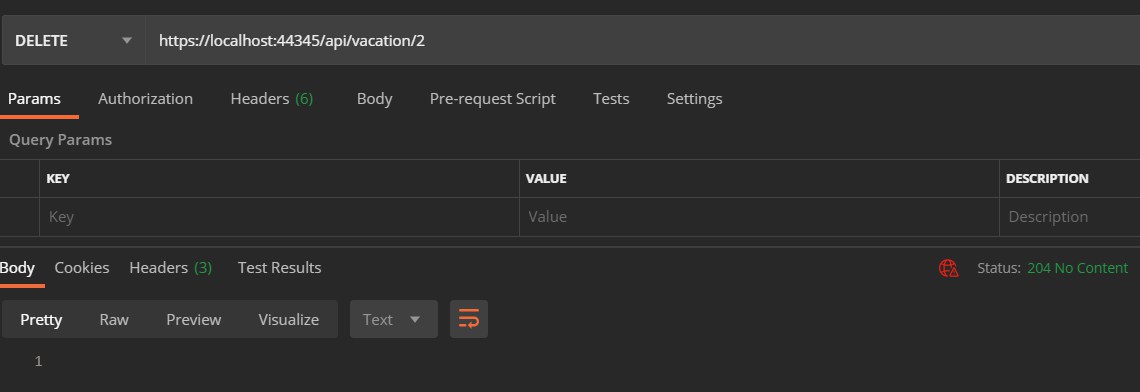 DELETE https://localhost:44345/api/vacation/2
Params Authorization Headers (6) Body Pre-request Script Tests Settings
Query Params
KEY VALUE DESCRIPTION
Key Value Description
Body Cookies Headers (3) Test Results Status: 204 No Content
Pretty Raw Preview Visualize Text
1